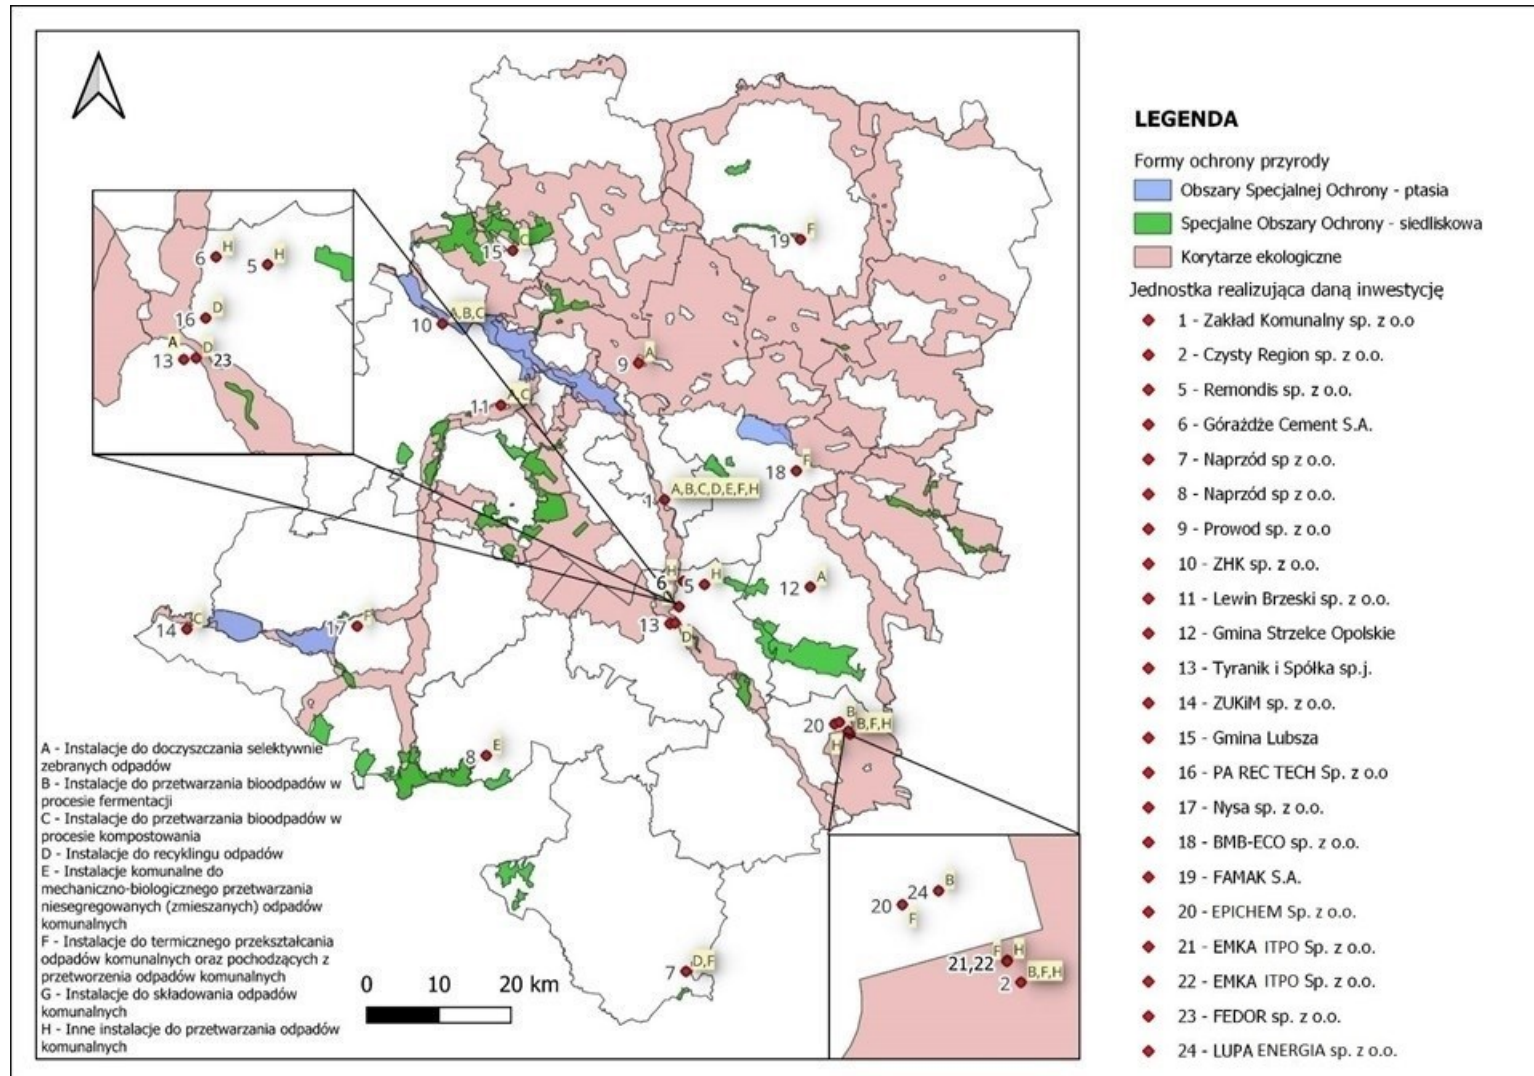 LEGENDA
Formy ochrony przyrody
Obszary Specjalnej Ochrony - ptasia
Specjalne Obszary Ochrony - siedliskowa
Korytarze ekologiczne
Jednostka realizująca daną inwestycję
1 - Zakład Komunalny sp. z o.o
2 - Czysty Region sp. z o.o.
5 - Remondis sp. z o.o.
6 - Górażdże Cement S.A.
7 - Naprzód sp z o.o.
8 - Naprzód sp z o.o.
9 - Prowod sp. z o.o
10 - ZHK sp. z o.o.
11 - Lewin Brzeski sp. z o.o.
12 - Gmina Strzelce Opolskie
13 - Tyranik i Spółka sp.j.
14 - ZUKiM sp. z o.o.
15 - Gmina Lubsza
16 - PA REC TECH Sp. z o.o
17 - Nysa sp. z o.o.
18 - BMB-ECO sp. z o.o.
19 - FAMAK S.A.
20 - EPICHEM Sp. z o.o.
21 - EMKA ITPO Sp. z o.o.
22 - EMKA ITPO Sp. z o.o.
23 - FEDOR sp. z o.o.
24 - LUPA ENERGIA sp. z o.o.
6 H
5 H
16 D
A
13
D
23
15 C
19 F
10 A,B,C
9 A
11 A,C
18 F
1 A,B,C,D,E,F,H
H
6
5 H
12 A
13 D
14 C
17 F
20 B
B,F,H
H
8 E
7 D,F
24 B
20 F
F H
21,22
2 B,F,H
A - Instalacje do doczyszczania selektywnie
zebranych odpadów
B - Instalacje do przetwarzania bioodpadów w
procesie fermentacji
C - Instalacje do przetwarzania bioodpadów w
procesie kompostowania
D - Instalacje do recyklingu odpadów
E - Instalacje komunalne do
mechaniczno-biologicznego przetwarzania
niesegregowanych (zmieszanych) odpadów
komunalnych
F - Instalacje do termicznego przekształcania
odpadów komunalnych oraz pochodzących z
przetworzenia odpadów komunalnych
G - Instalacje do składowania odpadów
komunalnych
H - Inne instalacje do przetwarzania odpadów
komunalnych
0 10 20 km